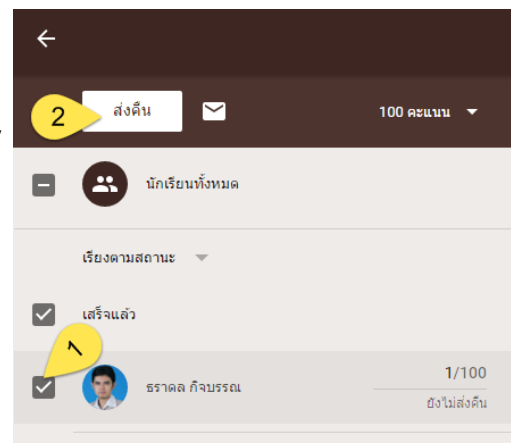 2
ส่งคืน
100 คะแนน
นักเรียนทั้งหมด
เรียงตามสถานะ
เสร็จแล้ว
1
ธราดล กิจบรรณ
1/100
ยังไม่ส่งคืน